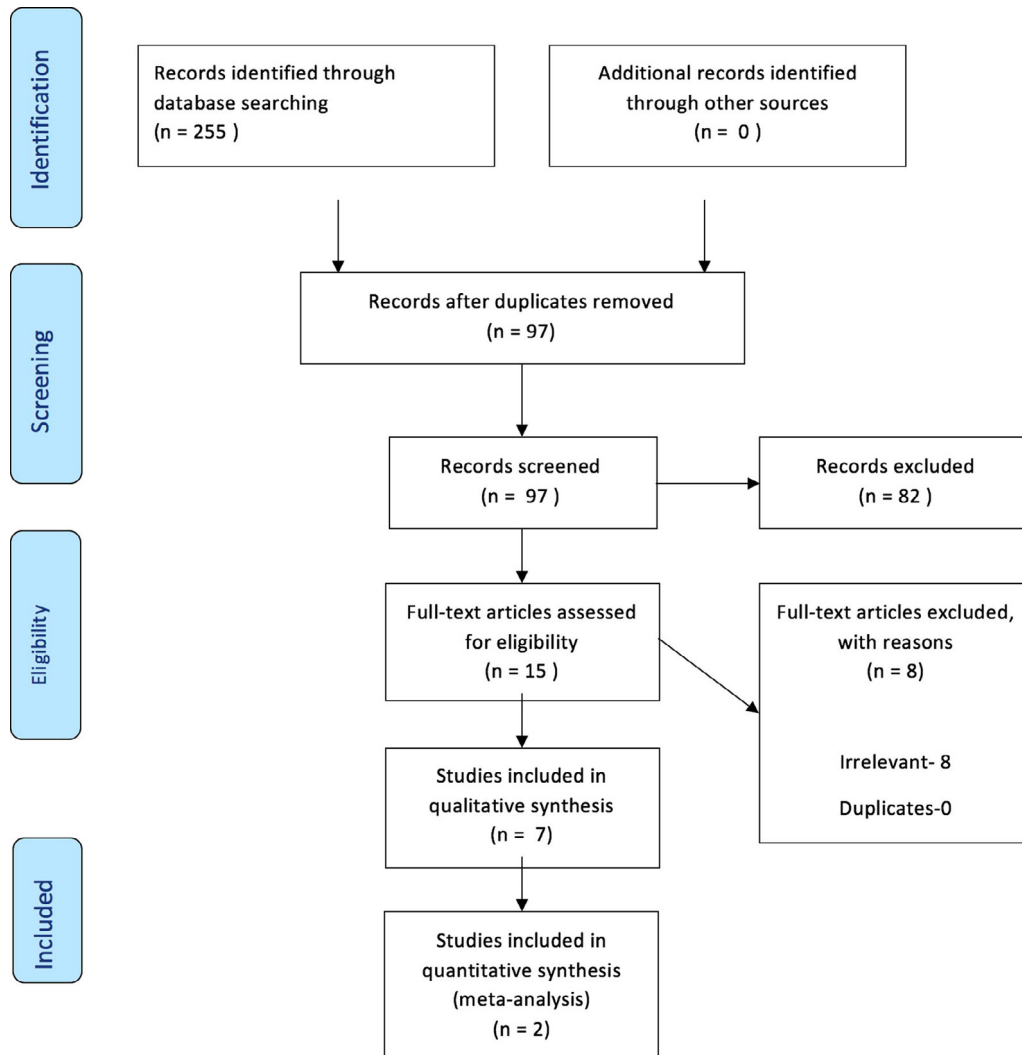 Identification
Records identified through
database searching
(n = 255 )
Additional records identified
through other sources
(n = 0 )
Screening
Records after duplicates removed
(n = 97)
Records screened
(n = 97 )
Records excluded
(n = 82 )
Eligibility
Full-text articles assessed
for eligibility
(n = 15 )
Full-text articles excluded,
with reasons
(n = 8)
Irrelevant- 8
Duplicates-0
Studies included in
qualitative synthesis
(n = 7)
Included
Studies included in
quantitative synthesis
(meta-analysis)
(n = 2)